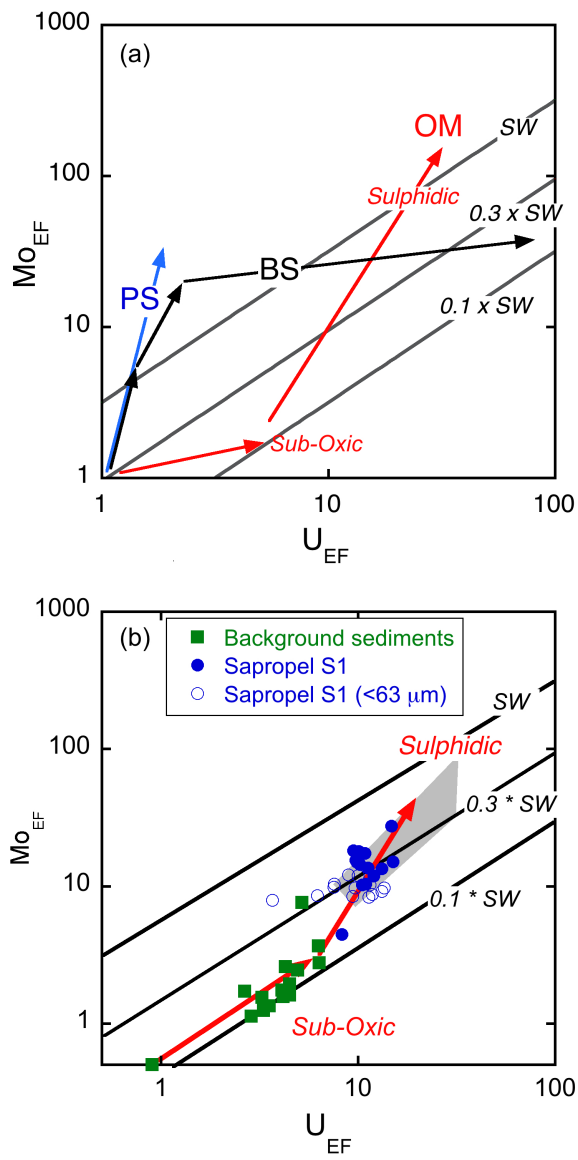 1000
(a)
OM
SW
100
Sulphidic
0.3 x SW
Mo EF
BS
PS
0.1 x SW
10
Sub-Oxic
1
1
10
100
U EF
1000
(b)
Background sediments
Sapropel S1
Sapropel S1 (<63 μm)
SW
Sulphidic
100
0.3 * SW
Mo EF
10
0.1 * SW
1
Sub-Oxic
1
10
100
U EF